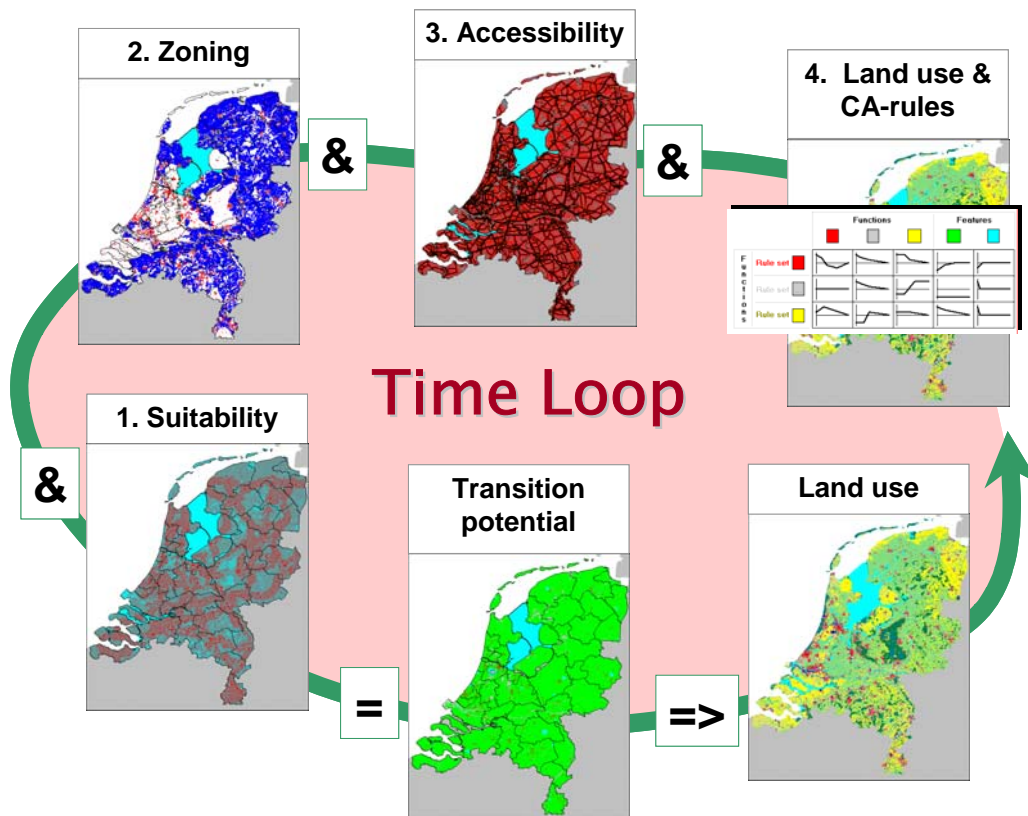 2. Zoning
3. Accessibility
4. Land use &
CA-rules
&
&
Functions
Features
Functions
Rule set
Rule set
Rule set
Time Loop
1. Suitability
&
Transition
potential
Land use
=
=>